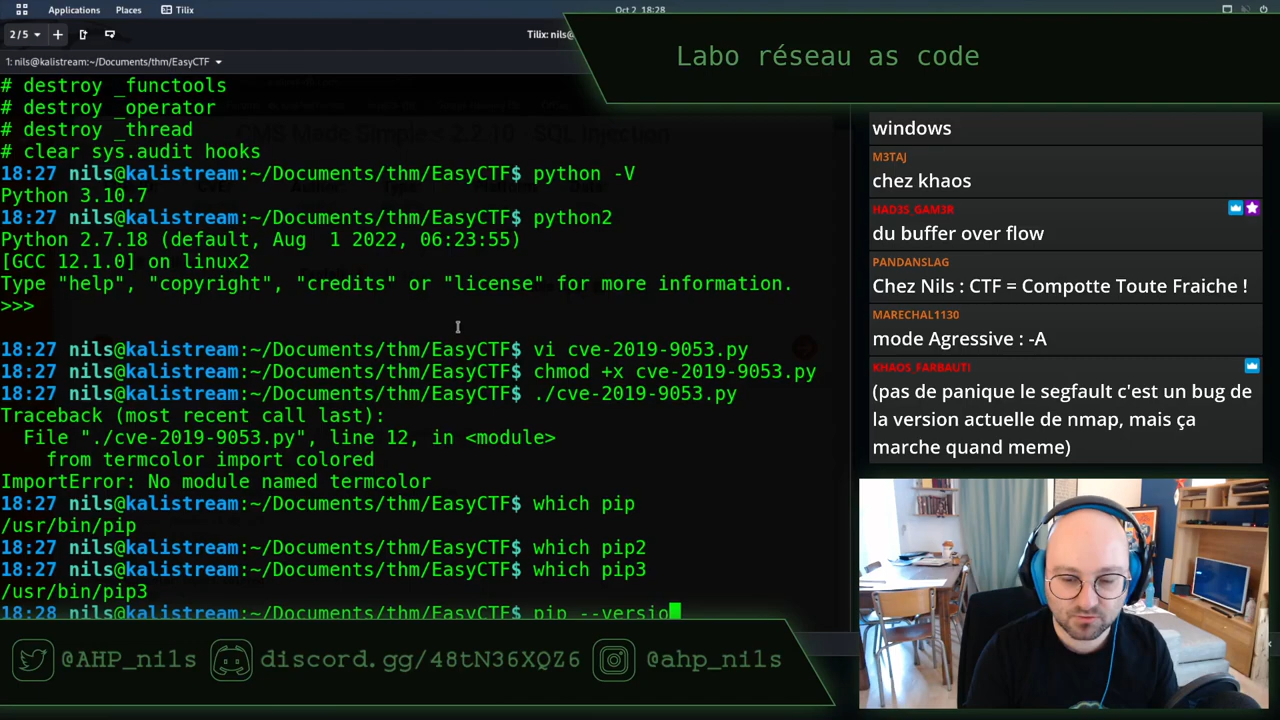 Applications Places Tilix
Oct 2 18:28
2/5
Tilix: nils@
1: nils@kalistream:~/Documents/thm/EasyCTF
Labo réseau as code
# destroy _functools
# destroy _operator
# destroy _thread
# clear sys.audit hooks
CMS Made Simple < 2.2.10 - SQL Injection
18:27 nils@kalistream:~/Documents/thm/EasyCTF$ python -V
Python 3.10.7
18:27 nils@kalistream:~/Documents/thm/EasyCTF$ python2
Python 2.7.18 (default, Aug  1 2022, 06:23:55)
[GCC 12.1.0] on linux2
Type "help", "copyright", "credits" or "license" for more information.
>>>
18:27 nils@kalistream:~/Documents/thm/EasyCTF$ vi cve-2019-9053.py
18:27 nils@kalistream:~/Documents/thm/EasyCTF$ chmod +x cve-2019-9053.py
18:27 nils@kalistream:~/Documents/thm/EasyCTF$ ./cve-2019-9053.py
Traceback (most recent call last):
  File "./cve-2019-9053.py", line 12, in <module>
    from termcolor import colored
ImportError: No module named termcolor
18:27 nils@kalistream:~/Documents/thm/EasyCTF$ which pip
/usr/bin/pip
18:27 nils@kalistream:~/Documents/thm/EasyCTF$ which pip2
18:27 nils@kalistream:~/Documents/thm/EasyCTF$ which pip3
/usr/bin/pip3
18:28 nils@kalistream:~/Documents/thm/EasyCTF$ pip --versio
windows
M3TAJ
chez khaos
HAD3S_GAM3R
du buffer over flow
PANDANSLAG
Chez Nils : CTF = Compotte Toute Fraiche !
MARECHAL1130
mode Agressive : -A
KHAOS_FARBAUTI
(pas de panique le segfault c'est un bug de
la version actuelle de nmap, mais ça
marche quand meme)
@AHP_nils
discord.gg/48tN36XQZ6
@ahp_nils